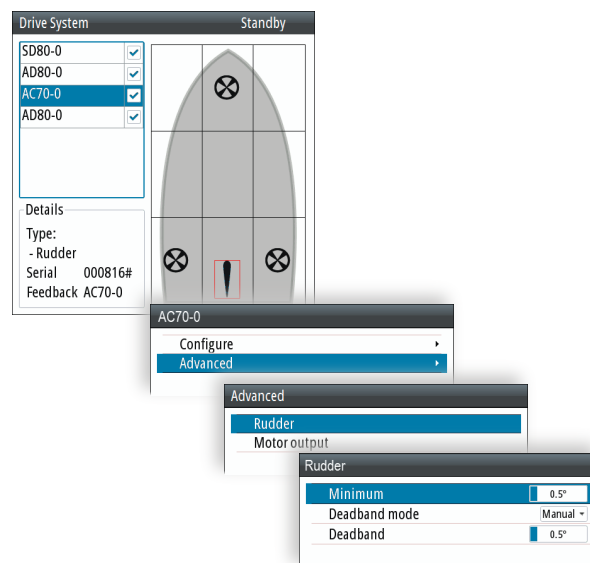 Drive System Standby
SD80-0
AD80-0
AC70-0
AD80-0
Details
Type:
- Rudder
Serial 000816#
Feedback AC70-0
AC70-0
Configure
Advanced
Advanced
Rudder
Motor output
Rudder
Minimum 0.5°
Deadband mode Manual
Deadband 0.5°